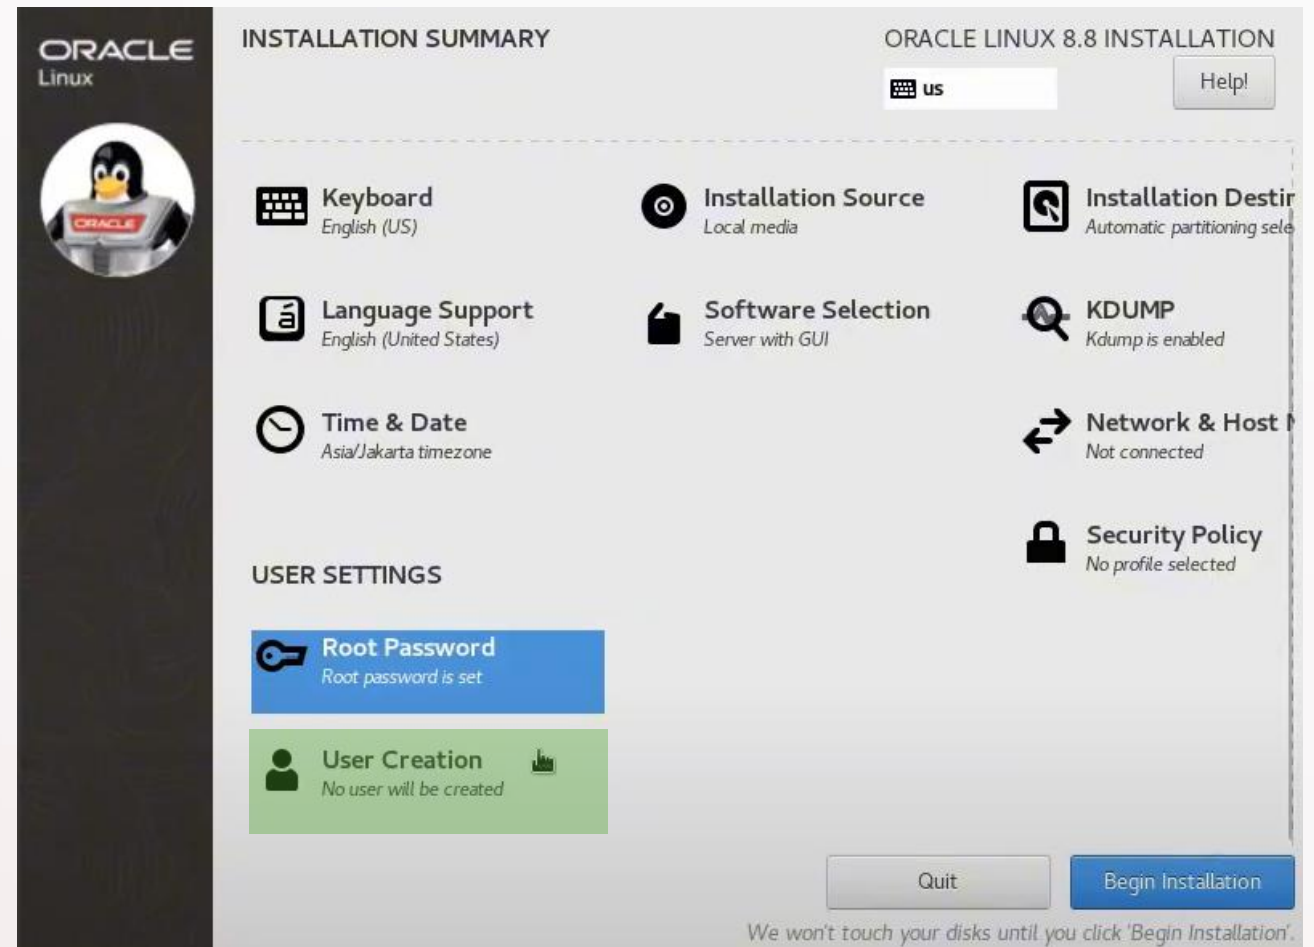 ORACLE
Linux
ORACLE
INSTALLATION SUMMARY
ORACLE LINUX 8.8 INSTALLATION
us
Help!
Keyboard
English (US)
Installation Source
Local media
Installation Destin
Automatic partitioning sele
Language Support
English (United States)
Software Selection
Server with GUI
KDUMP
Kdump is enabled
Time & Date
Asia/Jakarta timezone
Network & Host N
Not connected
Security Policy
No profile selected
USER SETTINGS
Root Password
Root password is set
User Creation
No user will be created
Quit
Begin Installation
We won't touch your disks until you click 'Begin Installation'.